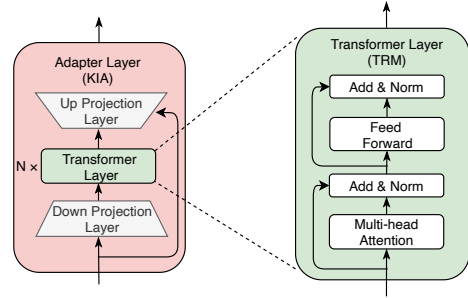 Adapter Layer
(KIA)
Up Projection
Layer
N ×
Transformer
Layer
Down Projection
Layer
Transformer Layer
(TRM)
Add & Norm
Feed
Forward
Add & Norm
Multi-head
Attention